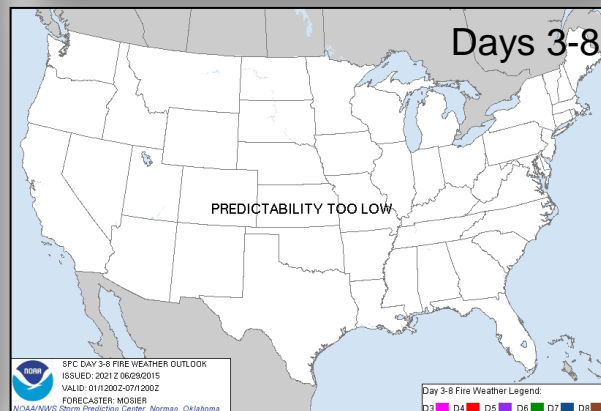 Days 3-8
PREDICTABILITY TOO LOW
SPC DAY 3-8 FIRE WEATHER OUTLOOK
ISSUED: 2021 Z 06/29/2015
VALID: 01/1200Z-07/1200Z
FORECASTER: MOSIER
NOAA/NWS Storm Prediction Center, Norman, Oklahoma
NOAA
Day 3-8 Fire Weather Legend:
D3 D4 D5 D6 D7 D8